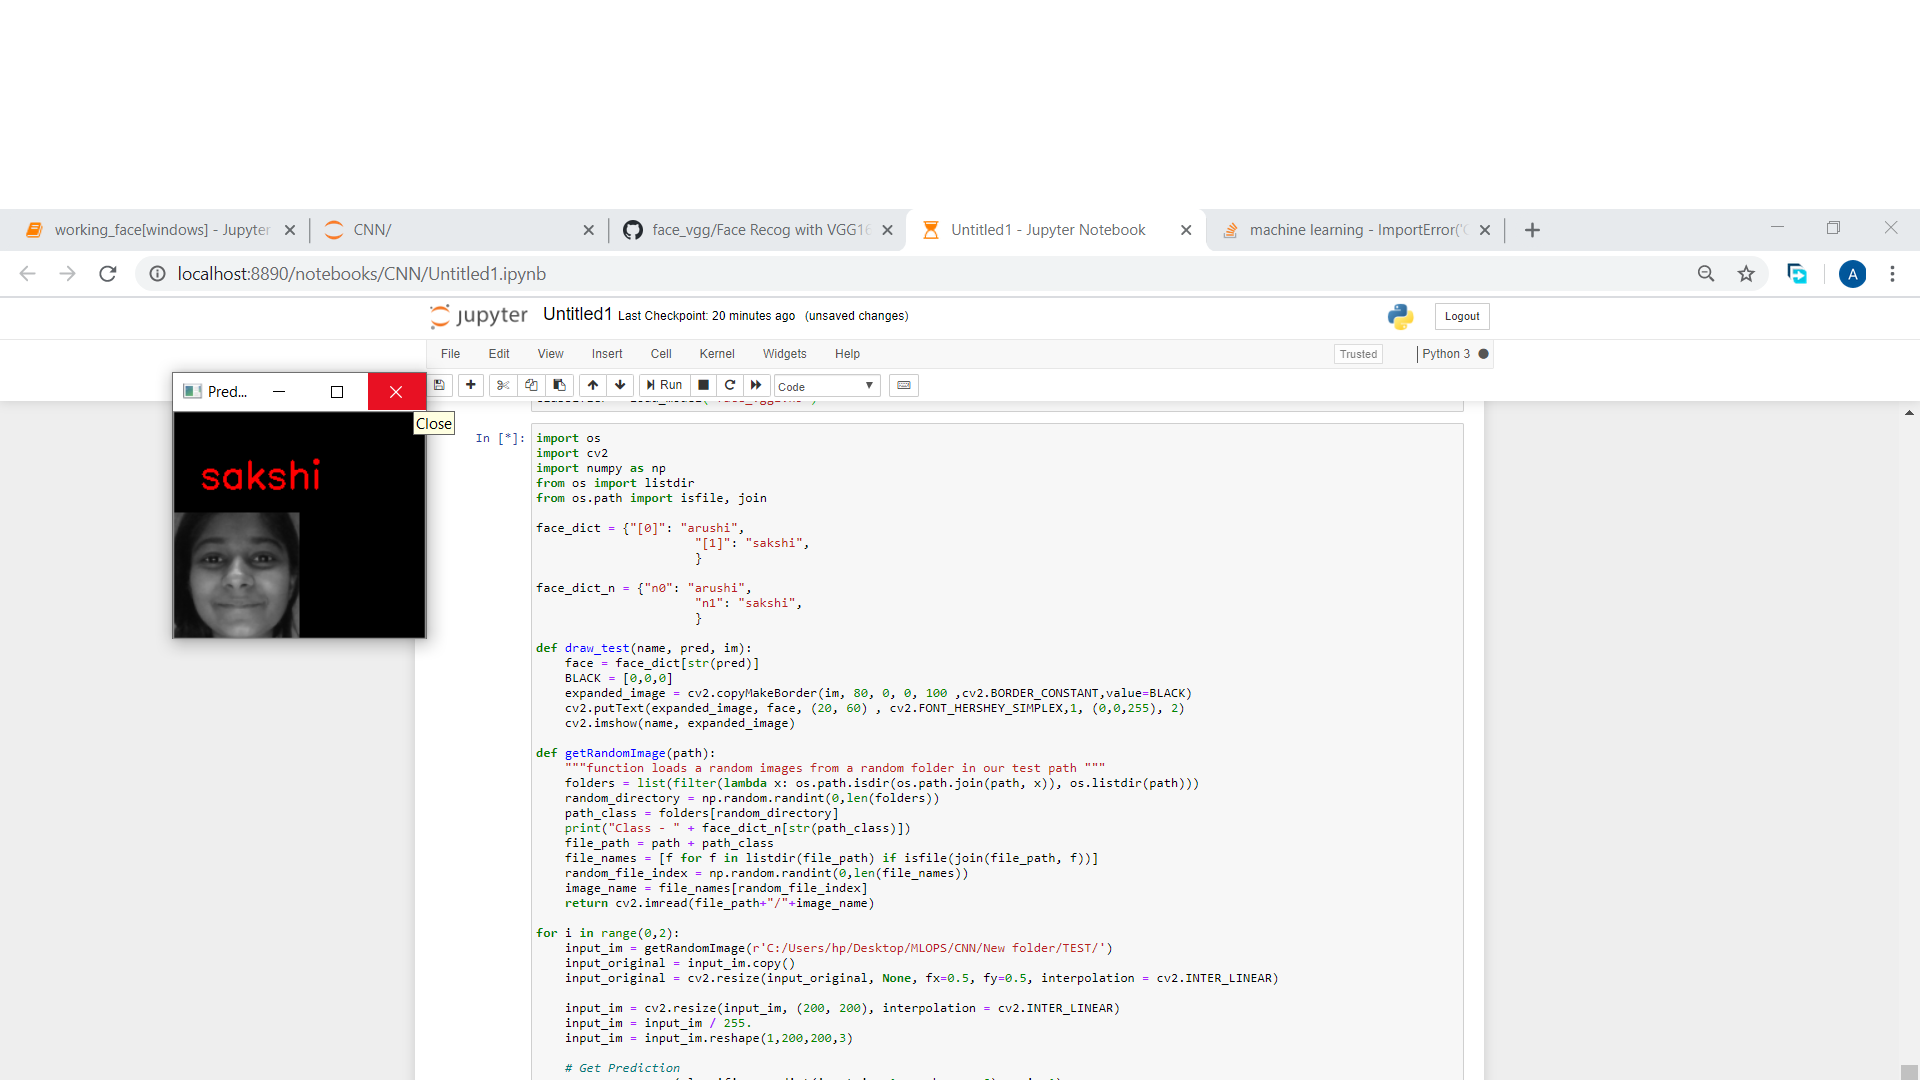 working_face[windows] - Jupyter
CNN/
face_vgg/Face Recog with VGG16
Untitled1 - Jupyter Notebook
machine learning - ImportError('C
localhost:8890/notebooks/CNN/Untitled1.ipynb
A
jupyter Untitled1 Last Checkpoint: 20 minutes ago (unsaved changes)
Logout
File Edit View Insert Cell Kernel Widgets Help
Trusted
Python 3
Run
Code
Pred...
Close
sakshi
In [*]:
import os
import cv2
import numpy as np
from os import listdir
from os.path import isfile, join
face_dict = {"[0]": "arushi",
"[1]": "sakshi",
}
face_dict_n = {"n0": "arushi",
"n1": "sakshi",
}
def draw_test(name, pred, im):
face = face_dict[str(pred)]
BLACK = [0,0,0]
expanded_image = cv2.copyMakeBorder(im, 80, 0, 0, 100 ,cv2.BORDER_CONSTANT,value=BLACK)
cv2.putText(expanded_image, face, (20, 60) , cv2.FONT_HERSHEY_SIMPLEX,1, (0,0,255), 2)
cv2.imshow(name, expanded_image)
def getRandomImage(path):
"""function loads a random images from a random folder in our test path """
folders = list(filter(lambda x: os.path.isdir(os.path.join(path, x)), os.listdir(path)))
random_directory = np.random.randint(0,len(folders))
path_class = folders[random_directory]
print("Class - " + face_dict_n[str(path_class)])
file_path = path + path_class
file_names = [f for f in listdir(file_path) if isfile(join(file_path, f))]
random_file_index = np.random.randint(0,len(file_names))
image_name = file_names[random_file_index]
return cv2.imread(file_path+"/"+image_name)
for i in range(0,2):
input_im = getRandomImage(r'C:/Users/hp/Desktop/MLOPS/CNN/New folder/TEST/')
input_original = input_im.copy()
input_original = cv2.resize(input_original, None, fx=0.5, fy=0.5, interpolation = cv2.INTER_LINEAR)
input_im = cv2.resize(input_im, (200, 200), interpolation = cv2.INTER_LINEAR)
input_im = input_im / 255.
input_im = input_im.reshape(1,200,200,3)
# Get Prediction